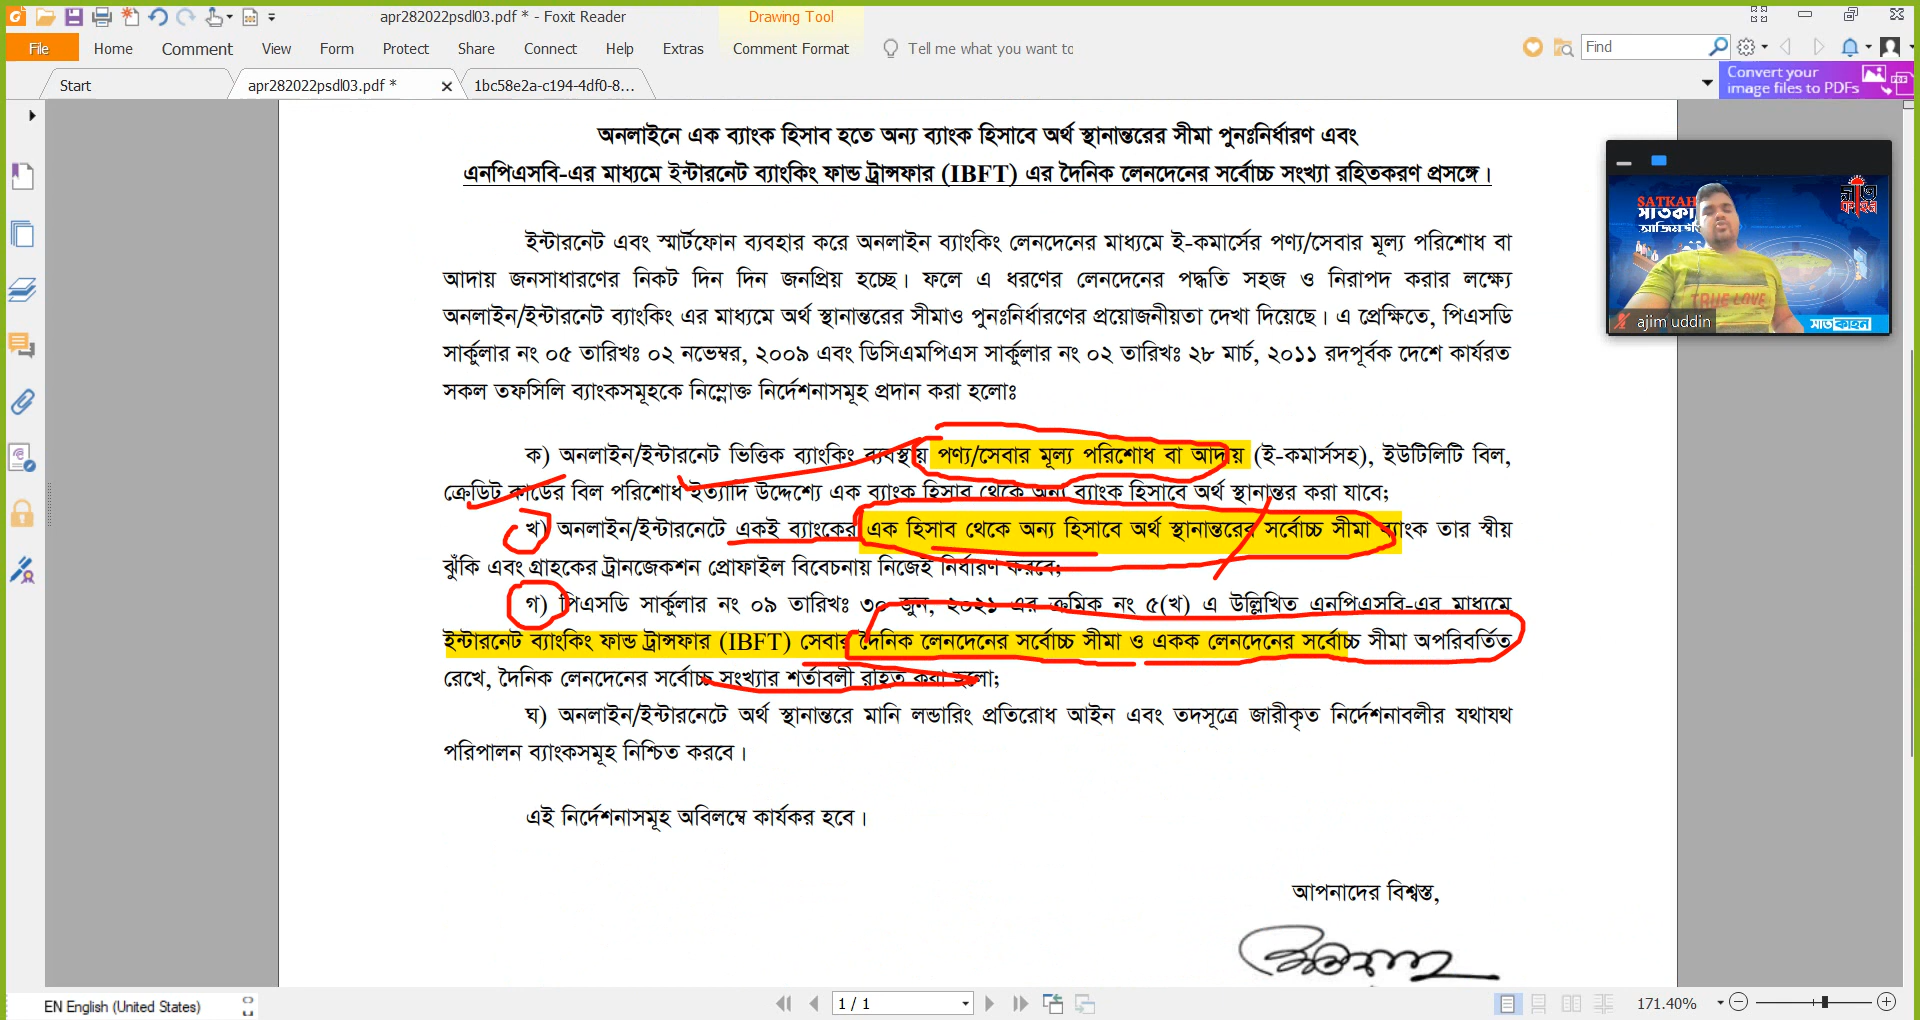 apr282022psdl03.pdf * - Foxit Reader
Drawing Tool
File Home Comment View Form Protect Share Connect Help Extras Comment Format Tell me what you want to
Find
Start
apr282022psdl03.pdf *
1bc58e2a-c194-4df0-8...
Convert your
image files to PDFs
অনলাইনে এক ব্যাংক হিসাব হতে অন্য ব্যাংক হিসাবে অর্থ স্থানান্তরের সীমা পুনঃনির্ধারণ এবং
এনপিএসবি-এর মাধ্যমে ইন্টারনেট ব্যাংকিং ফান্ড ট্রান্সফার (IBFT) এর দৈনিক লেনদেনের সর্বোচ্চ সংখ্যা রহিতকরণ প্রসঙ্গে।
ইন্টারনেট এবং স্মার্টফোন ব্যবহার করে অনলাইন ব্যাংকিং লেনদেনের মাধ্যমে ই-কমার্সের পণ্য/সেবার মূল্য পরিশোধ বা
আদায় জনসাধারণের নিকট দিন দিন জনপ্রিয় হচ্ছে। ফলে এ ধরণের লেনদেনের পদ্ধতি সহজ ও নিরাপদ করার লক্ষ্যে
অনলাইন/ইন্টারনেট ব্যাংকিং এর মাধ্যমে অর্থ স্থানান্তরের সীমাও পুনঃনির্ধারণের প্রয়োজনীয়তা দেখা দিয়েছে। এ প্রেক্ষিতে, পিএসডি
সার্কুলার নং ০৫ তারিখঃ ০২ নভেম্বর, ২০০৯ এবং ডিসিএমপিএস সার্কুলার নং ০২ তারিখঃ ২৮ মার্চ, ২০১১ রদপূর্বক দেশে কার্যরত
সকল তফসিলি ব্যাংকসমূহকে নিম্নোক্ত নির্দেশনাসমূহ প্রদান করা হলোঃ
ক) অনলাইন/ইন্টারনেট ভিত্তিক ব্যাংকিং ব্যবস্থায় পণ্য/সেবার মূল্য পরিশোধ বা আদায় (ই-কমার্সসহ), ইউটিলিটি বিল,
ক্রেডিট কার্ডের বিল পরিশোধ ইত্যাদি উদ্দেশ্যে এক ব্যাংক হিসাব থেকে অন্য ব্যাংক হিসাবে অর্থ স্থানান্তর করা যাবে;
খ) অনলাইন/ইন্টারনেটে একই ব্যাংকের এক হিসাব থেকে অন্য হিসাবে অর্থ স্থানান্তরের সর্বোচ্চ সীমা ব্যাংক তার স্বীয়
ঝুঁকি এবং গ্রাহকের ট্রানজেকশন প্রোফাইল বিবেচনায় নিজেই নির্ধারণ করবে;
গ) পিএসডি সার্কুলার নং ০৯ তারিখঃ ৩০ জুন, ২০২১ এর ক্রমিক নং ৫(খ) এ উল্লিখিত এনপিএসবি-এর মাধ্যমে
ইন্টারনেট ব্যাংকিং ফান্ড ট্রান্সফার (IBFT) সেবার দৈনিক লেনদেনের সর্বোচ্চ সীমা ও একক লেনদেনের সর্বোচ্চ সীমা অপরিবর্তিত
রেখে, দৈনিক লেনদেনের সর্বোচ্চ সংখ্যার শর্তাবলী রহিত করা হলো;
ঘ) অনলাইন/ইন্টারনেটে অর্থ স্থানান্তরে মানি লন্ডারিং প্রতিরোধ আইন এবং তদসূত্রে জারীকৃত নির্দেশনাবলীর যথাযথ
পরিপালন ব্যাংকসমূহ নিশ্চিত করবে।
এই নির্দেশনাসমূহ অবিলম্বে কার্যকর হবে।
আপনাদের বিশ্বস্ত,
SATKAH
সাতকা
TRUE LOVE
ajim uddin
সাতকাহন
EN English (United States)
1 / 1
171.40%